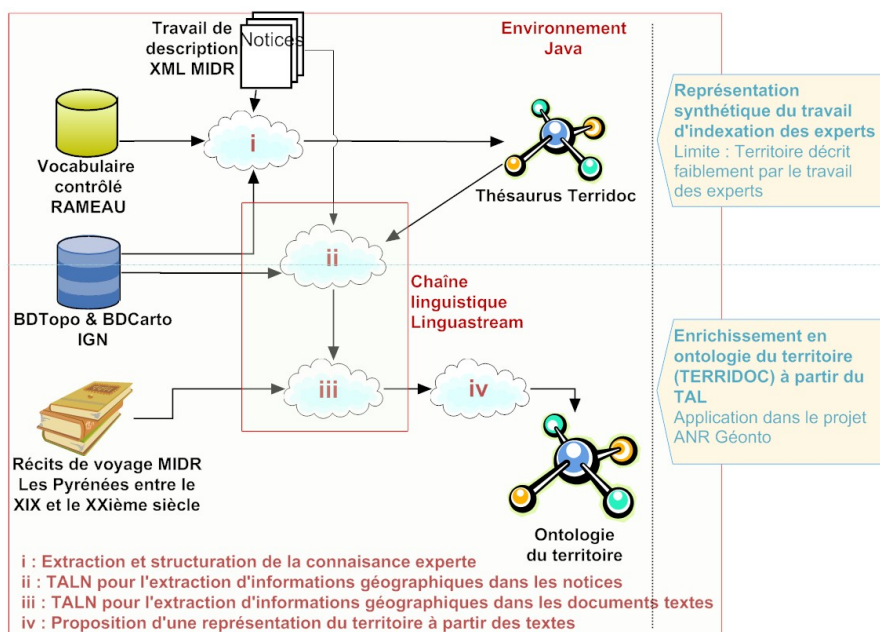 Travail de
description
XML MIDR
Notices
Environnement
Java
i
Vocabulaire
contrôlé
RAMEAU
Thésaurus Terridoc
Représentation
synthétique du travail
d'indexation des experts
Limite : Territoire décrit
faiblement par le travail
des experts
ii
BDTopo & BDCarto
IGN
Chaîne
linguistique
Linguastream
iii
iv
Enrichissement en
ontologie du territoire
(TERRIDOC) à partir du
TAL
Application dans le projet
ANR Géonto
Récits de voyage MIDR
Les Pyrénées entre le
XIX et le XXième siècle
Ontologie
du territoire
i : Extraction et structuration de la connaisance experte
ii : TALN pour l'extraction d'informations géographiques dans les notices
iii : TALN pour l'extraction d'informations géographiques dans les documents textes
iv : Proposition d'une représentation du territoire à partir des textes